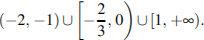 (−2, −1) ∪ [−2/3, 0) ∪ [1, +∞).